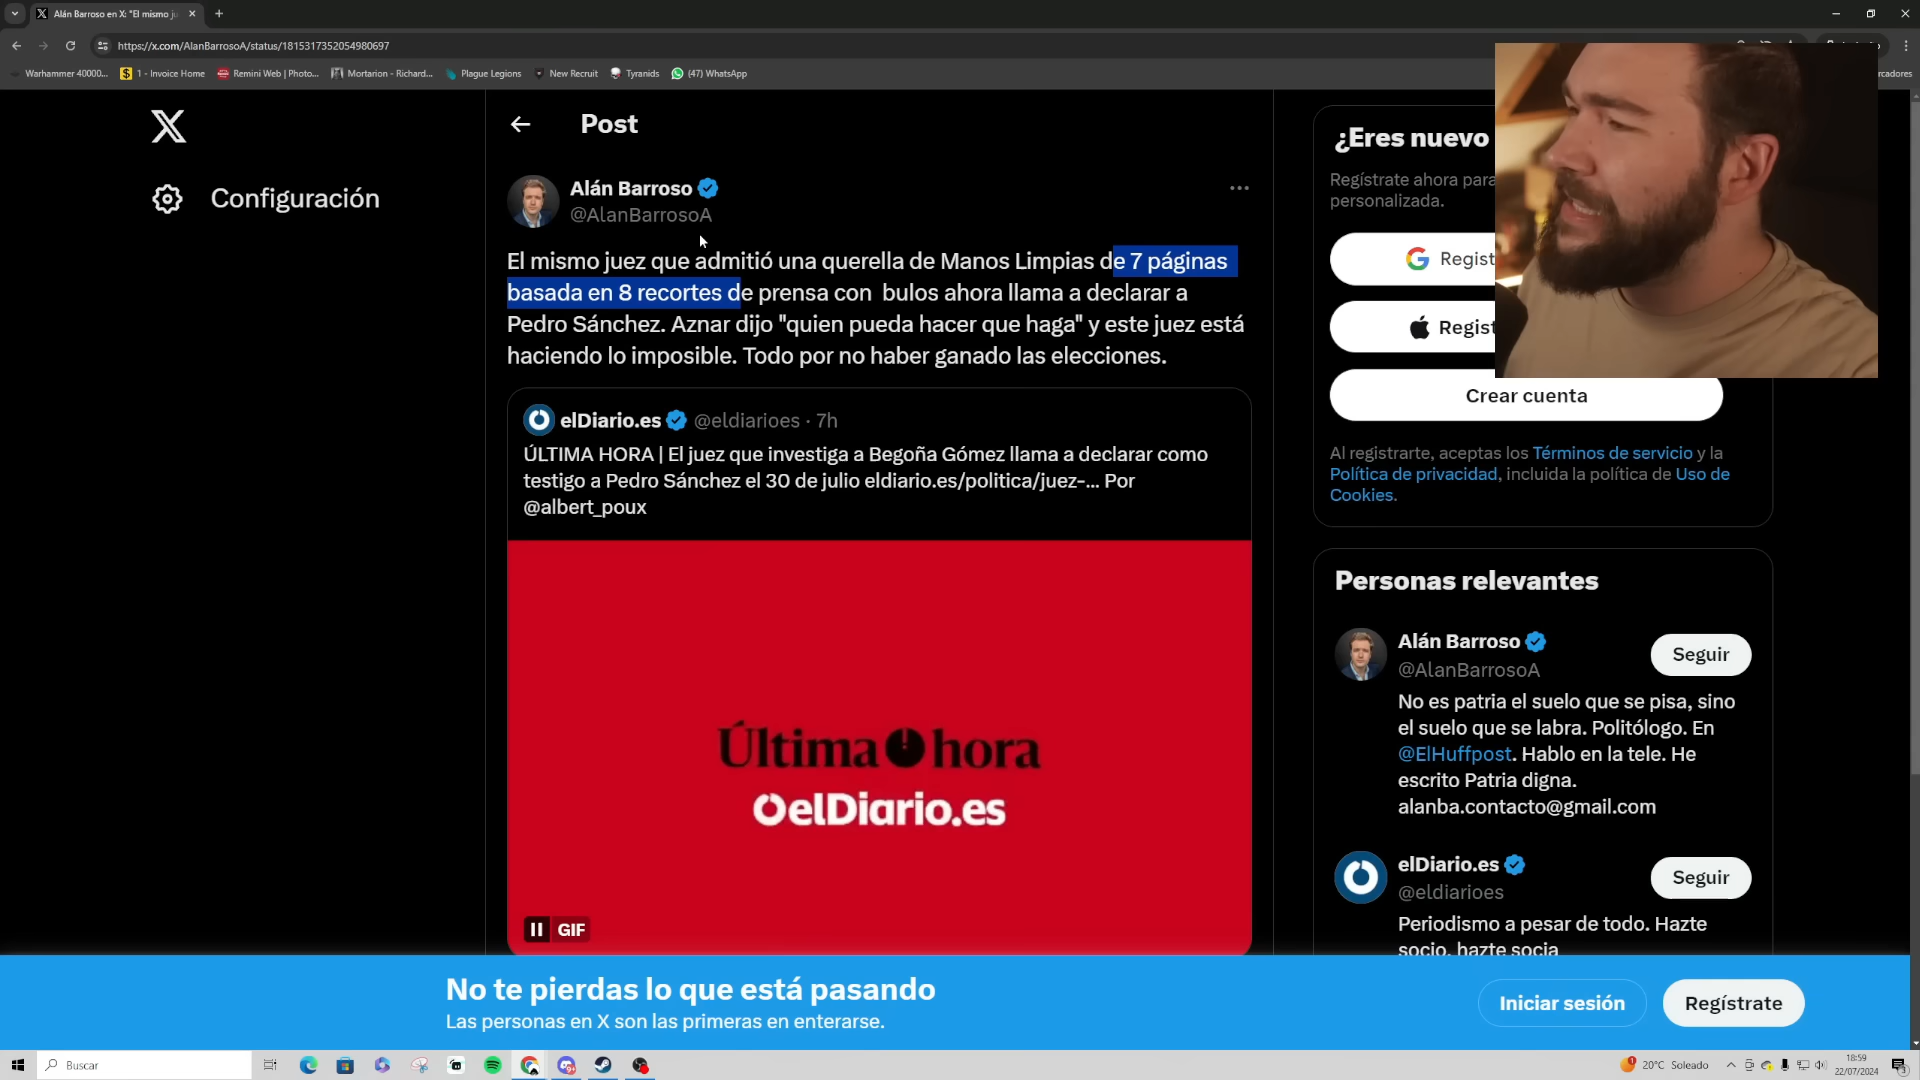 Alán Barroso en X: "El mismo ju
https://x.com/AlanBarrosoA/status/1815317352054980697
Warhammer 40000...
1 - Invoice Home
Remini Web | Photo...
Mortarion - Richard...
Plague Legions
New Recruit
Tyranids
(47) WhatsApp
cadores
Configuración
Post
Alán Barroso
@AlanBarrosoA
El mismo juez que admitió una querella de Manos Limpias de 7 páginas
basada en 8 recortes de prensa con bulos ahora llama a declarar a
Pedro Sánchez. Aznar dijo "quien pueda hacer que haga" y este juez está
haciendo lo imposible. Todo por no haber ganado las elecciones.
elDiario.es @eldiarioes · 7h
ÚLTIMA HORA | El juez que investiga a Begoña Gómez llama a declarar como
testigo a Pedro Sánchez el 30 de julio eldiario.es/politica/juez-... Por
@albert_poux
Última hora
elDiario.es
GIF
¿Eres nuevo
Regístrate ahora para
personalizada.
Regist
Regist
Crear cuenta
Al registrarte, aceptas los Términos de servicio y la
Política de privacidad, incluida la política de Uso de
Cookies.
Personas relevantes
Alán Barroso
@AlanBarrosoA
Seguir
No es patria el suelo que se pisa, sino
el suelo que se labra. Politólogo. En
@ElHuffpost. Hablo en la tele. He
escrito Patria digna.
alanba.contacto@gmail.com
elDiario.es
@eldiarioes
Seguir
Periodismo a pesar de todo. Hazte
socio, hazte socia
No te pierdas lo que está pasando
Las personas en X son las primeras en enterarse.
Iniciar sesión
Regístrate
Buscar
20°C Soleado
18:59
22/07/2024